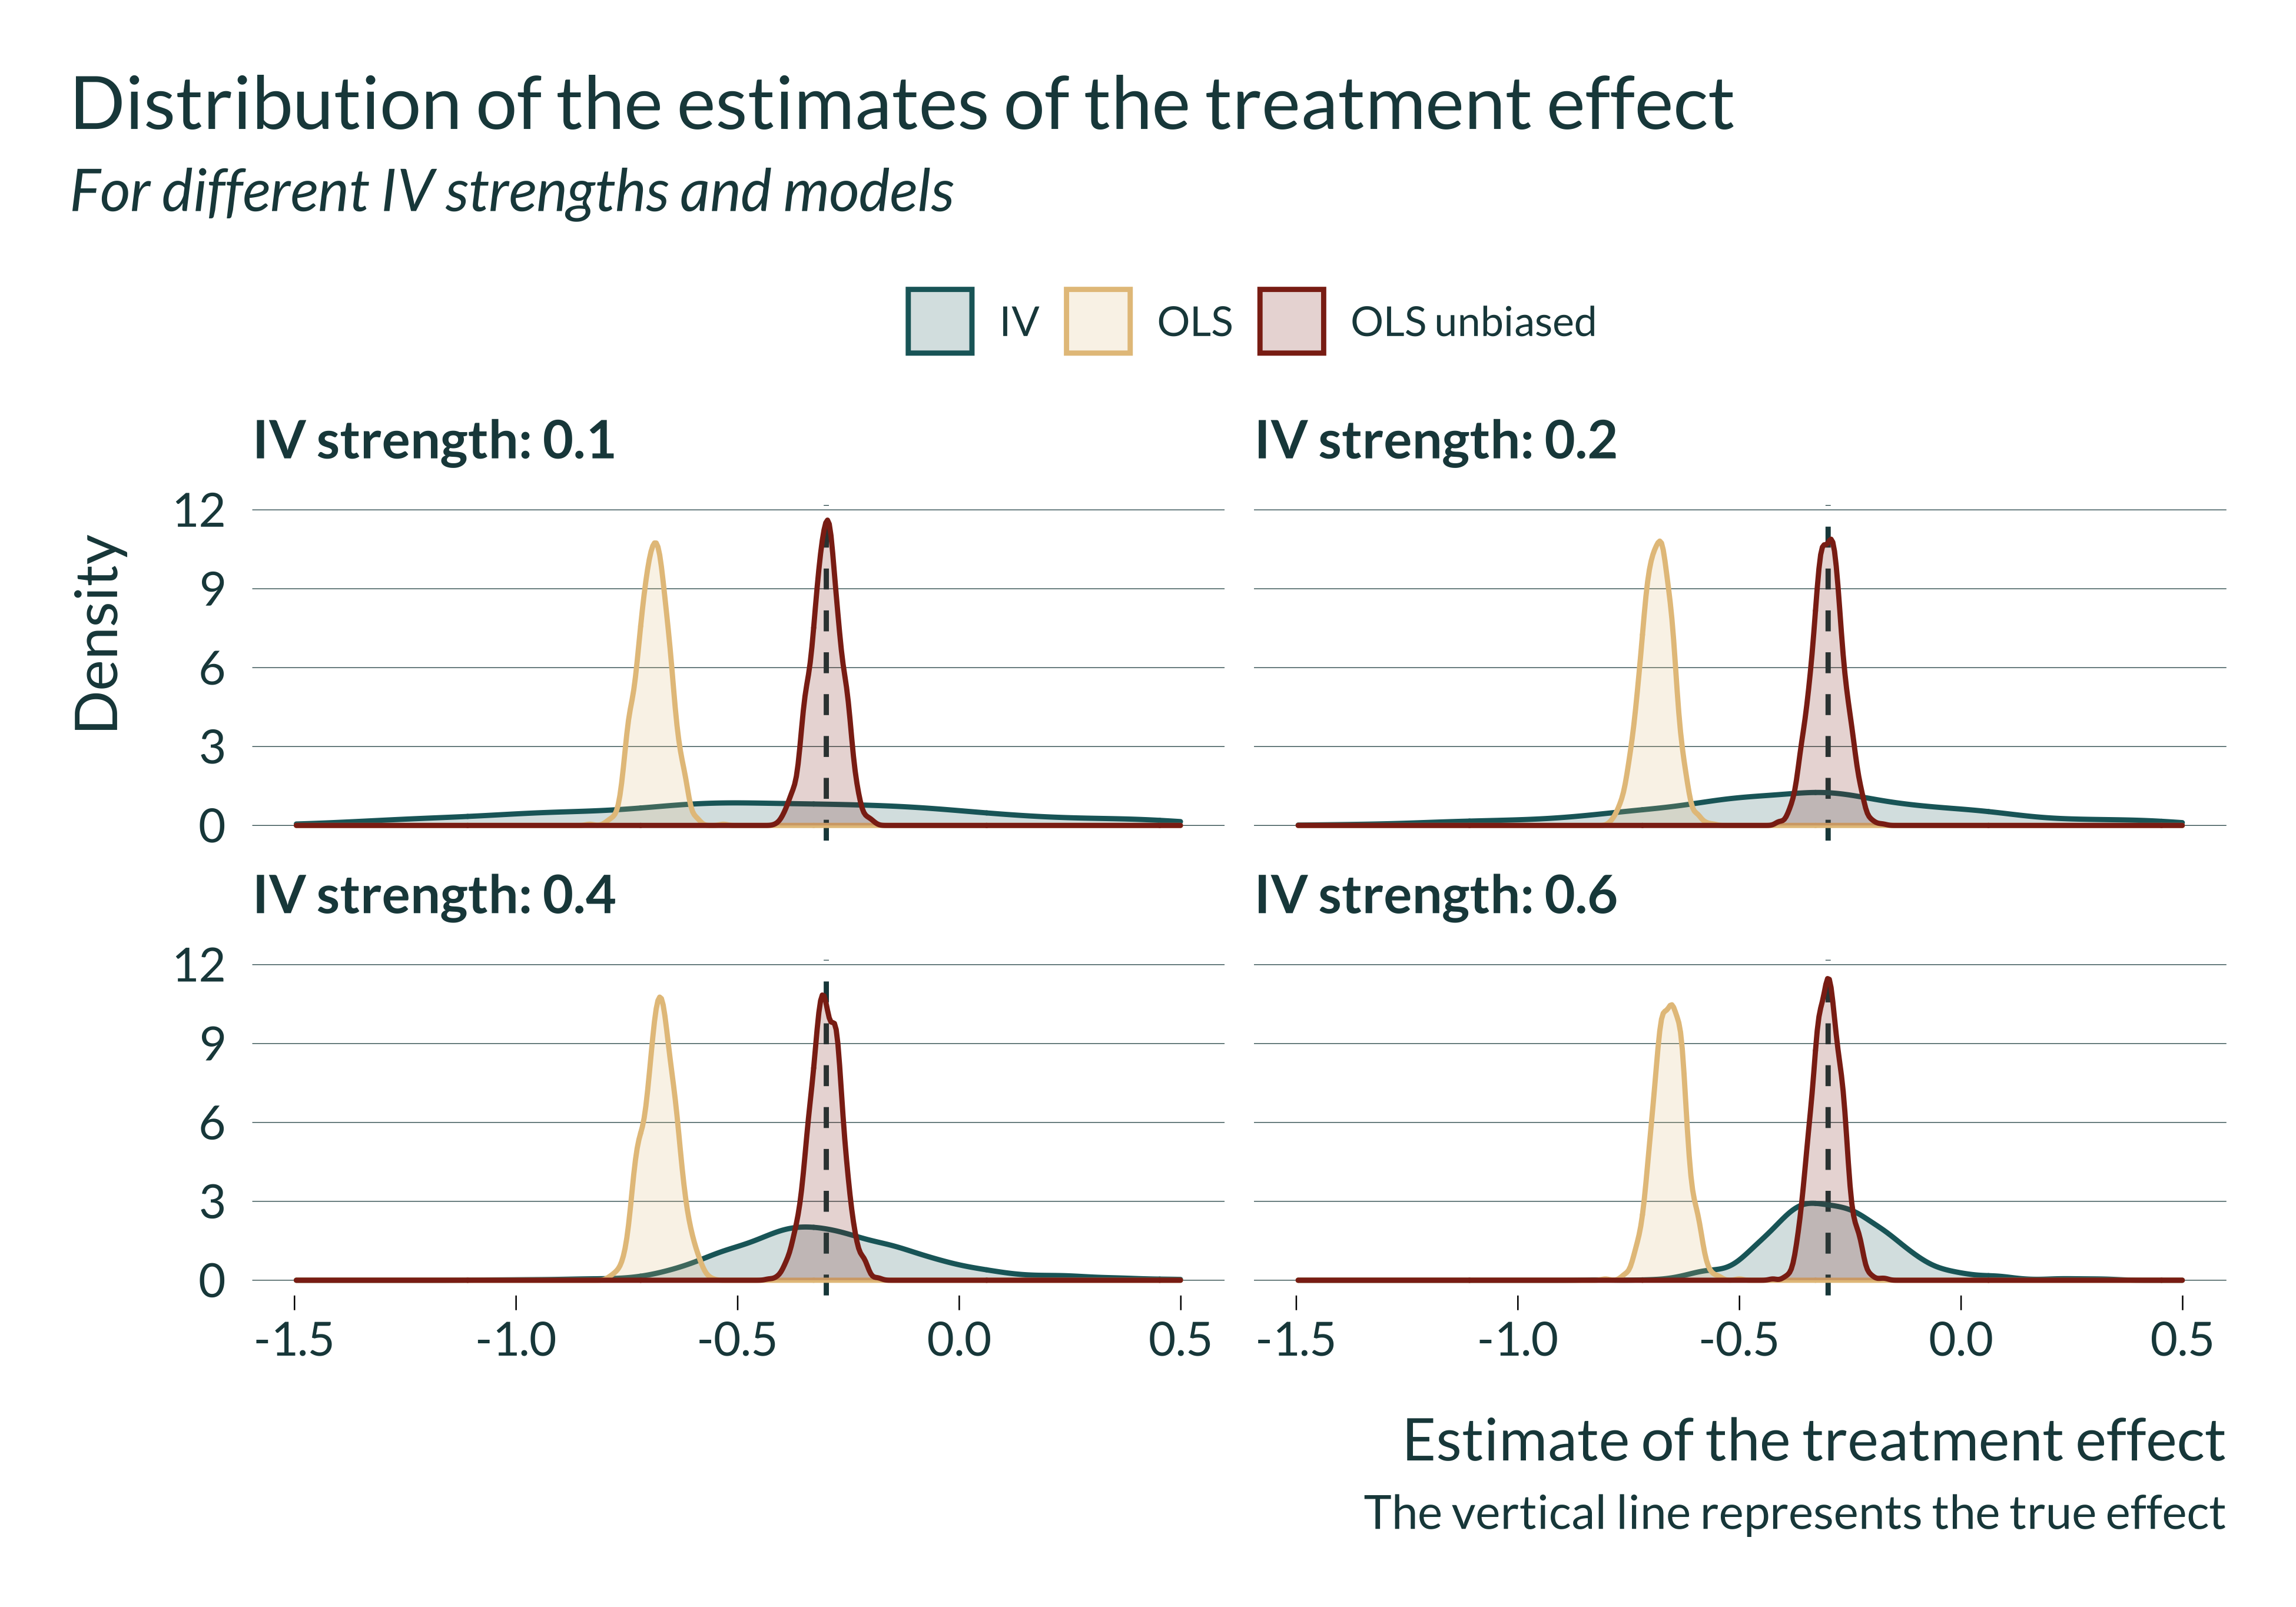 Distribution of the estimates of the treatment effect
For different IV strengths and models
IV OLS OLS unbiased
IV strength: 0.1 IV strength: 0.2
Density
12
9
6
3
0
IV strength: 0.4 IV strength: 0.6
12
9
6
3
0
-1.5 -1.0 -0.5 0.0 0.5 -1.5 -1.0 -0.5 0.0 0.5
Estimate of the treatment effect
The vertical line represents the true effect